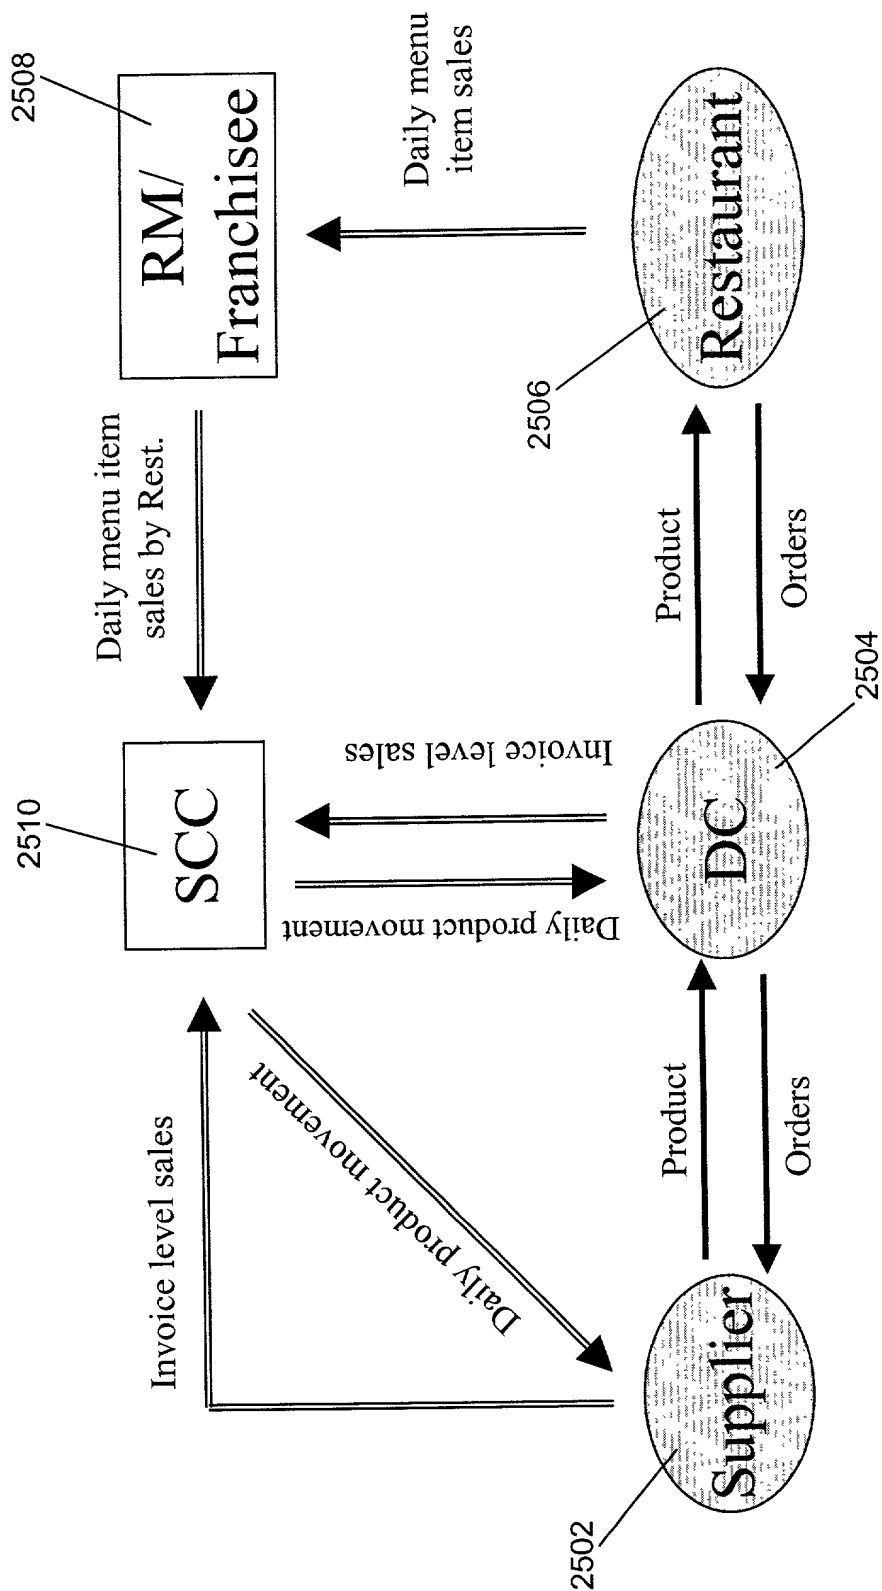 2510
SCC
Daily menu item
sales by Rest.
2508
RM/
Franchisee
Invoice level sales
Daily product movement
Daily product movement
Invoice level sales
Daily menu
item sales
2502
Supplier
Product
Orders
DC
2504
Product
Orders
2506
Restaurant